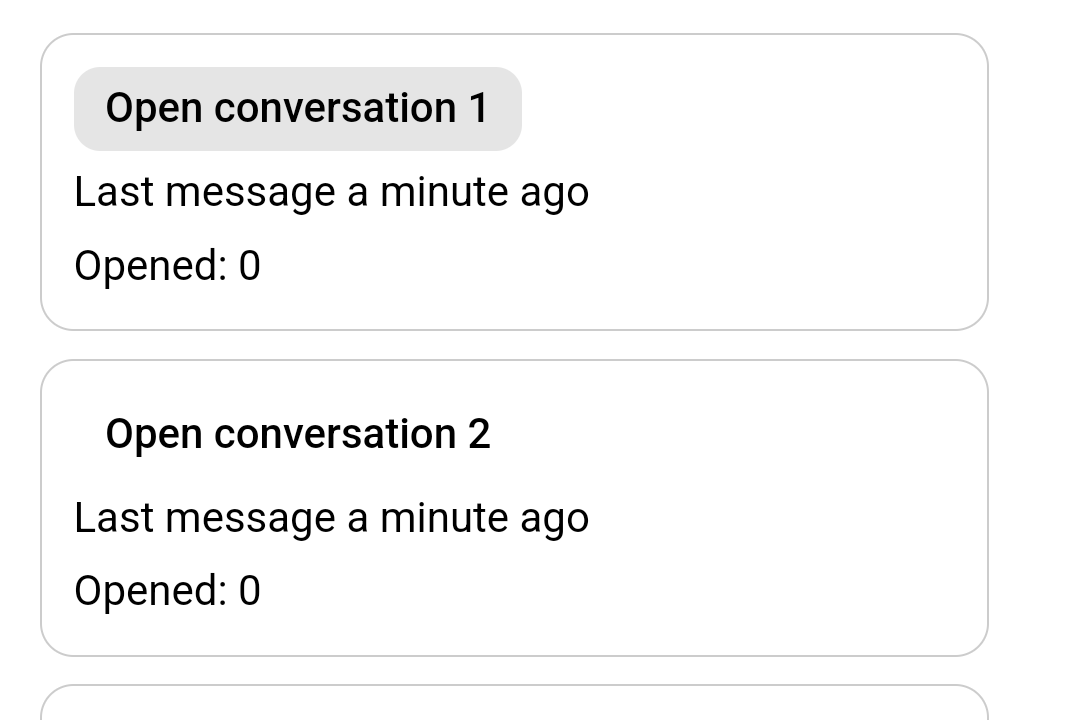 Open conversation 1
Last message a minute ago
Opened: 0
Open conversation 2
Last message a minute ago
Opened: 0